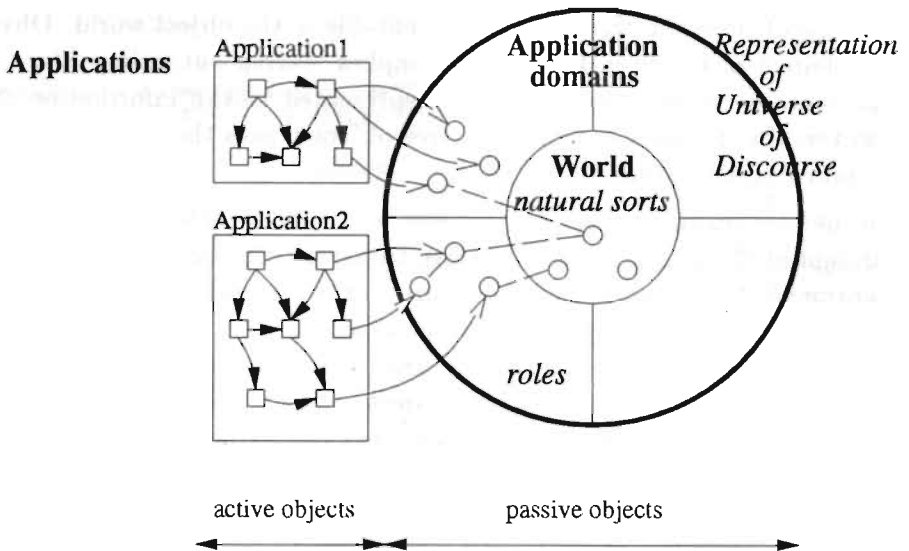 Applications
Application1
Application
domains
Representation
of
Universe
of
Discourse
World
natural sorts
Application2
roles
active objects
passive objects